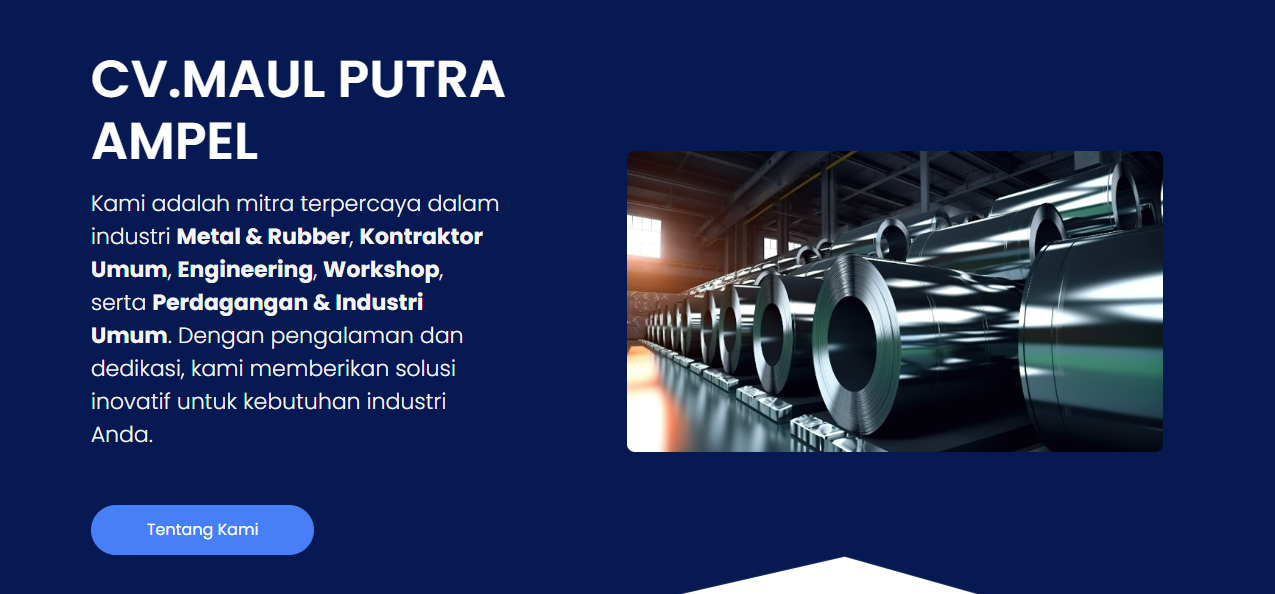 CV.MAUL PUTRA
AMPEL
Kami adalah mitra terpercaya dalam
industri Metal & Rubber, Kontraktor
Umum, Engineering, Workshop,
serta Perdagangan & Industri
Umum. Dengan pengalaman dan
dedikasi, kami memberikan solusi
inovatif untuk kebutuhan industri
Anda.
Tentang Kami